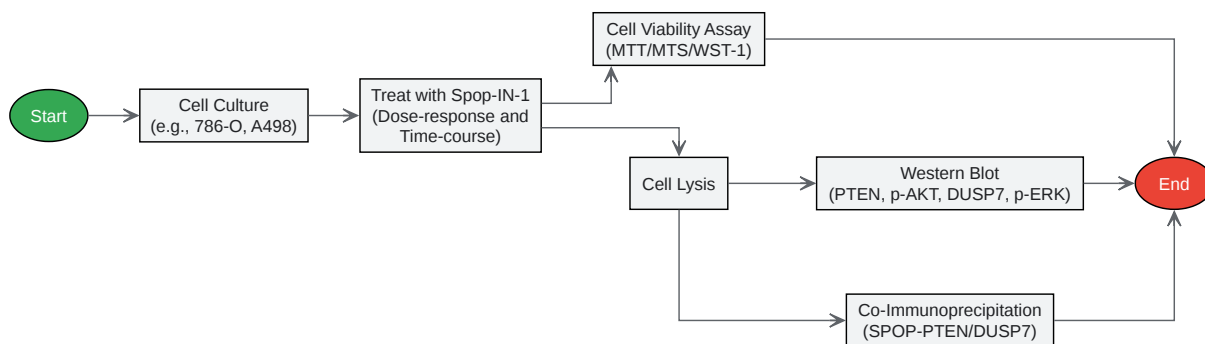 Start
Cell Culture
(e.g., 786-O, A498)
Treat with Spop-IN-1
(Dose-response and
Time-course)
Cell Viability Assay
(MTT/MTS/WST-1)
Cell Lysis
Western Blot
(PTEN, p-AKT, DUSP7, p-ERK)
Co-Immunoprecipitation
(SPOP-PTEN/DUSP7)
End